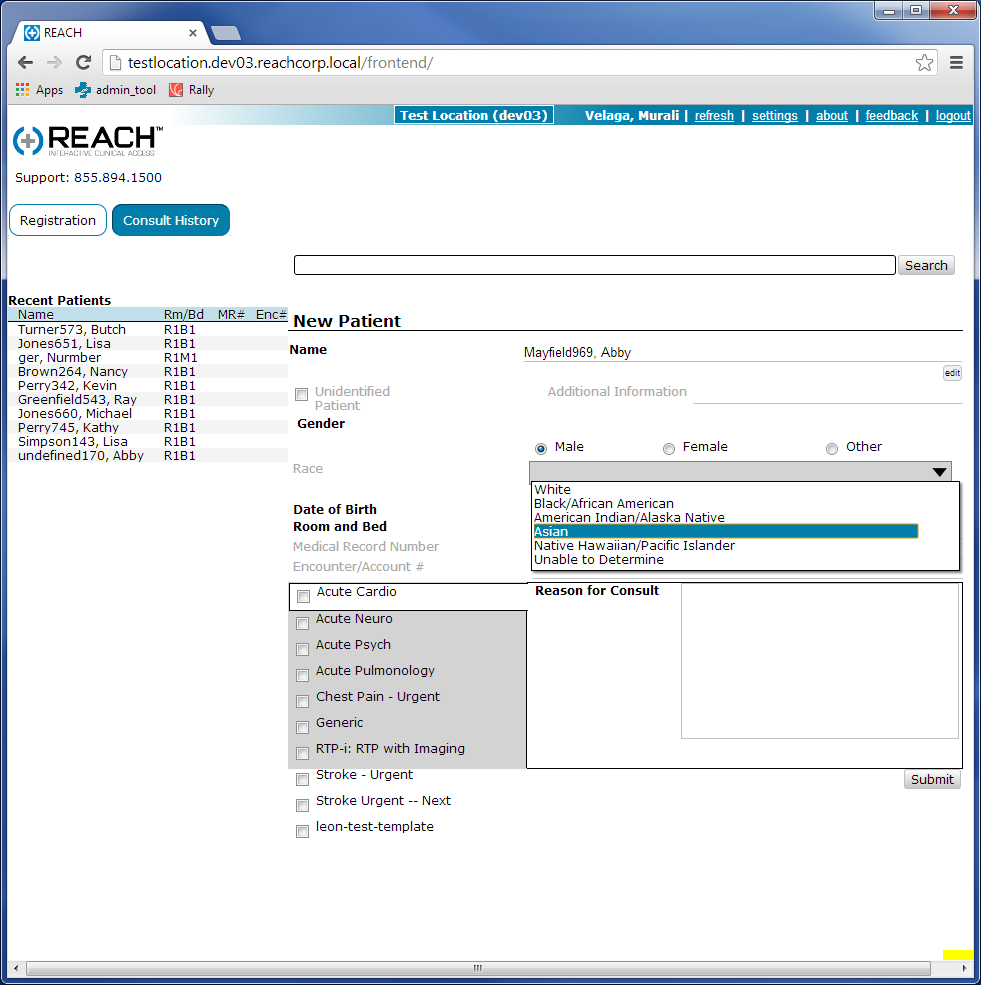 REACH
testlocation.dev03.reachcorp.local/frontend/
Apps admin_tool Rally
Test Location (dev03) Velaga, Murali | refresh | settings | about | feedback | logout
REACH™
INTERACTIVE CLINICAL ACCESS
Support: 855.894.1500
Registration Consult History
Search
Recent Patients
Name Rm/Bd MR# Enc#
Turner573, Butch R1B1
Jones651, Lisa R1B1
ger, Nurmber R1M1
Brown264, Nancy R1B1
Perry342, Kevin R1B1
Greenfield543, Ray R1B1
Jones660, Michael R1B1
Perry745, Kathy R1B1
Simpson143, Lisa R1B1
undefined170, Abby R1B1
New Patient
Name Mayfield969, Abby
edit
Unidentified
Patient
Additional Information
Gender
Male Female Other
Race
White
Black/African American
American Indian/Alaska Native
Asian
Native Hawaiian/Pacific Islander
Unable to Determine
Date of Birth
Room and Bed
Medical Record Number
Encounter/Account #
Acute Cardio
Acute Neuro
Acute Psych
Acute Pulmonology
Chest Pain - Urgent
Generic
RTP-i: RTP with Imaging
Stroke - Urgent
Stroke Urgent -- Next
leon-test-template
Reason for Consult
Submit